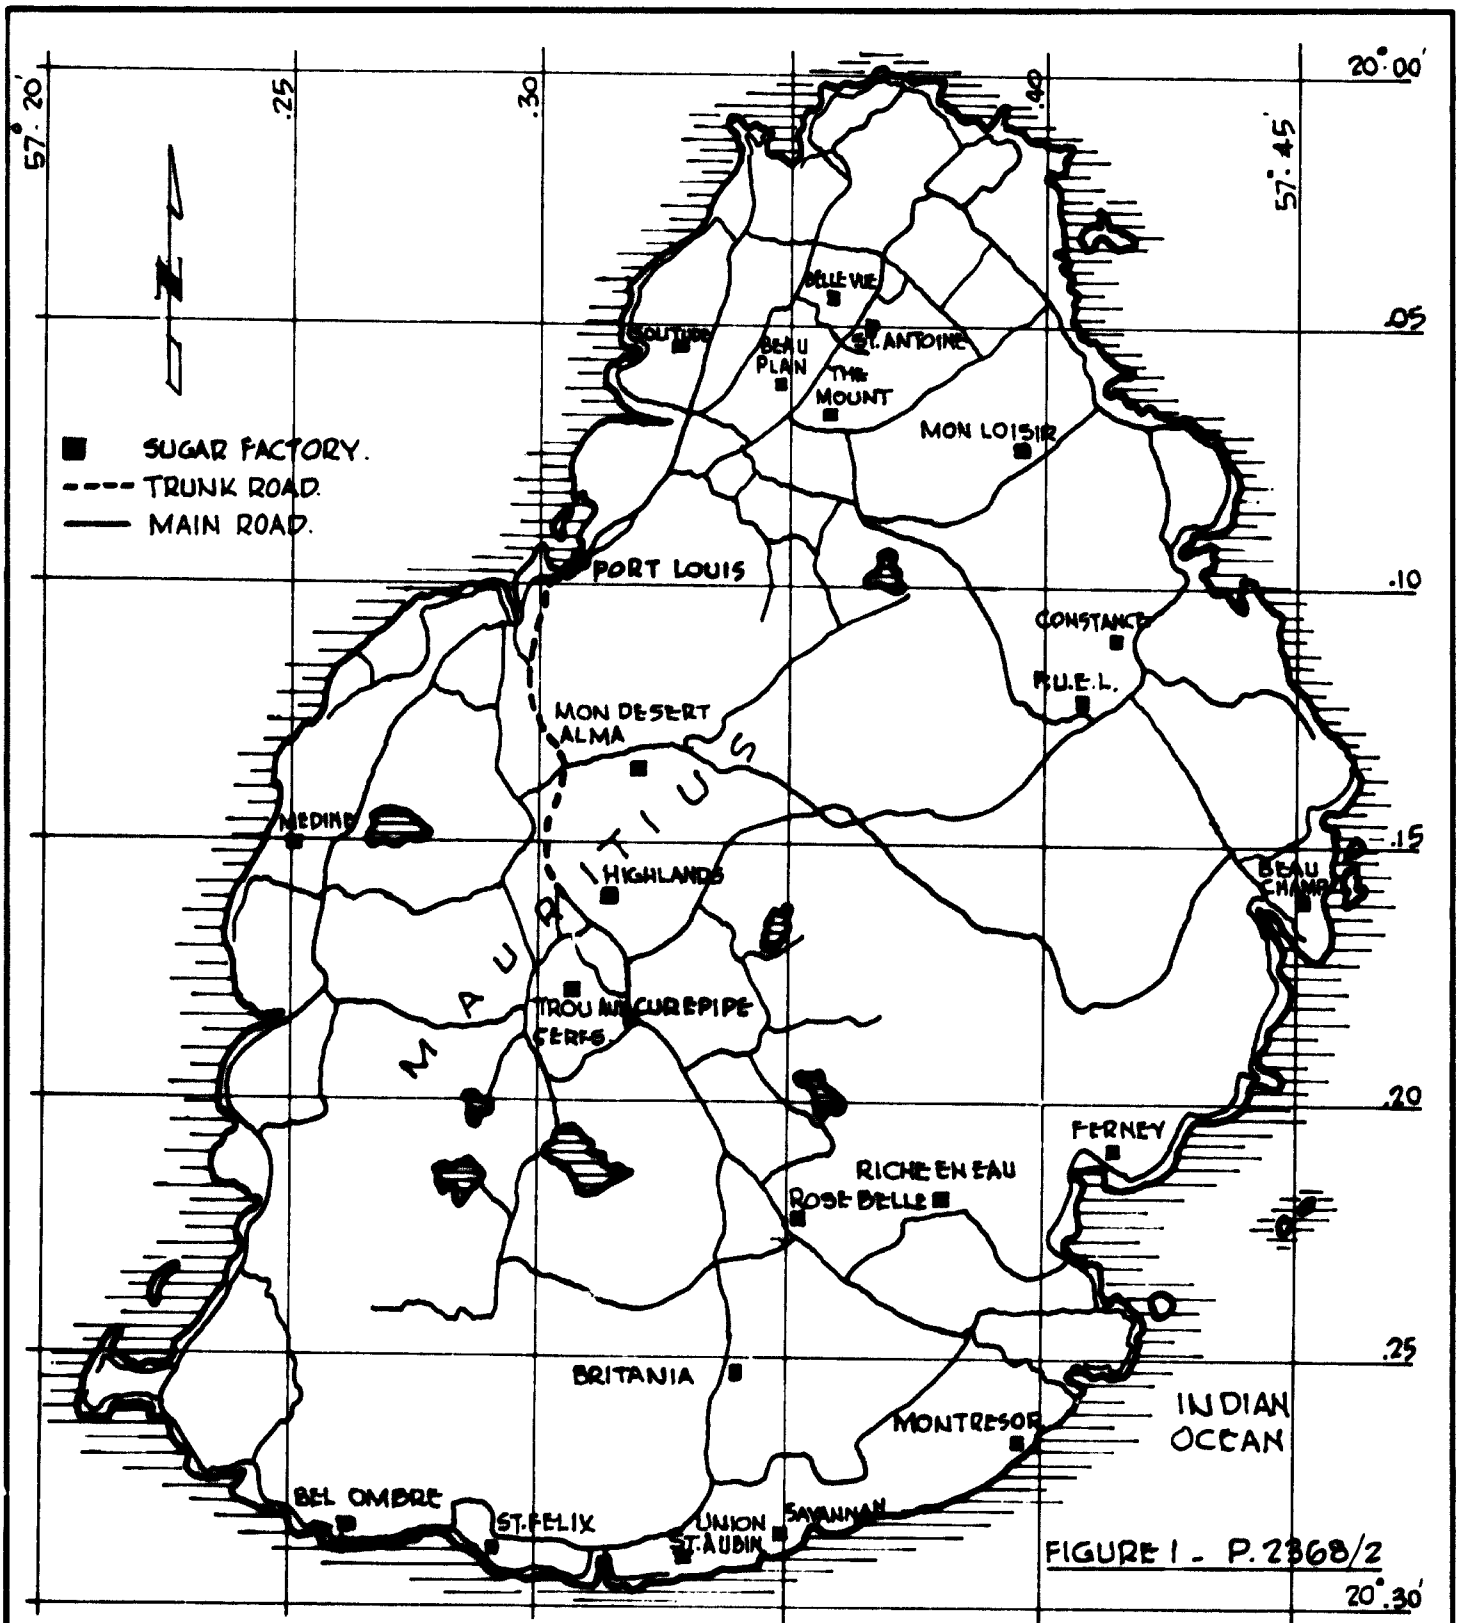 20°.00'
57°.20'
.25
.30
.40
57°.45'
BELLE VUE
.05
SOLITUDE
ST. ANTOINE
BEAU
PLAN
THE
MOUNT
MON LOISIR
SUGAR FACTORY.
TRUNK ROAD.
MAIN ROAD.
PORT LOUIS
.10
CONSTANCE
F.U.E.L.
MON DESERT
ALMA
MEDINE
.15
MAURITIUS
HIGHLANDS
BEAU
CHAMP
TROU AUX
CERFS.
CUREPIPE
.20
FERNEY
RICHE EN EAU
ROSE BELLE
.25
BRITANIA
INDIAN
OCEAN
MONTRESOR
BEL OMBRE
ST. FELIX
UNION
ST. AUBIN
SAVANNAH
FIGURE 1 - P.2368/2
20°.30'